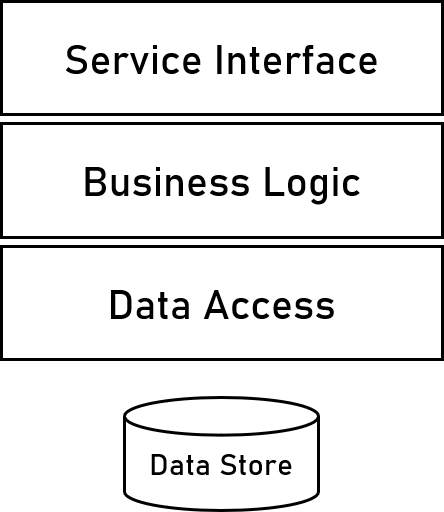 Service Interface
Business Logic
Data Access
Data Store